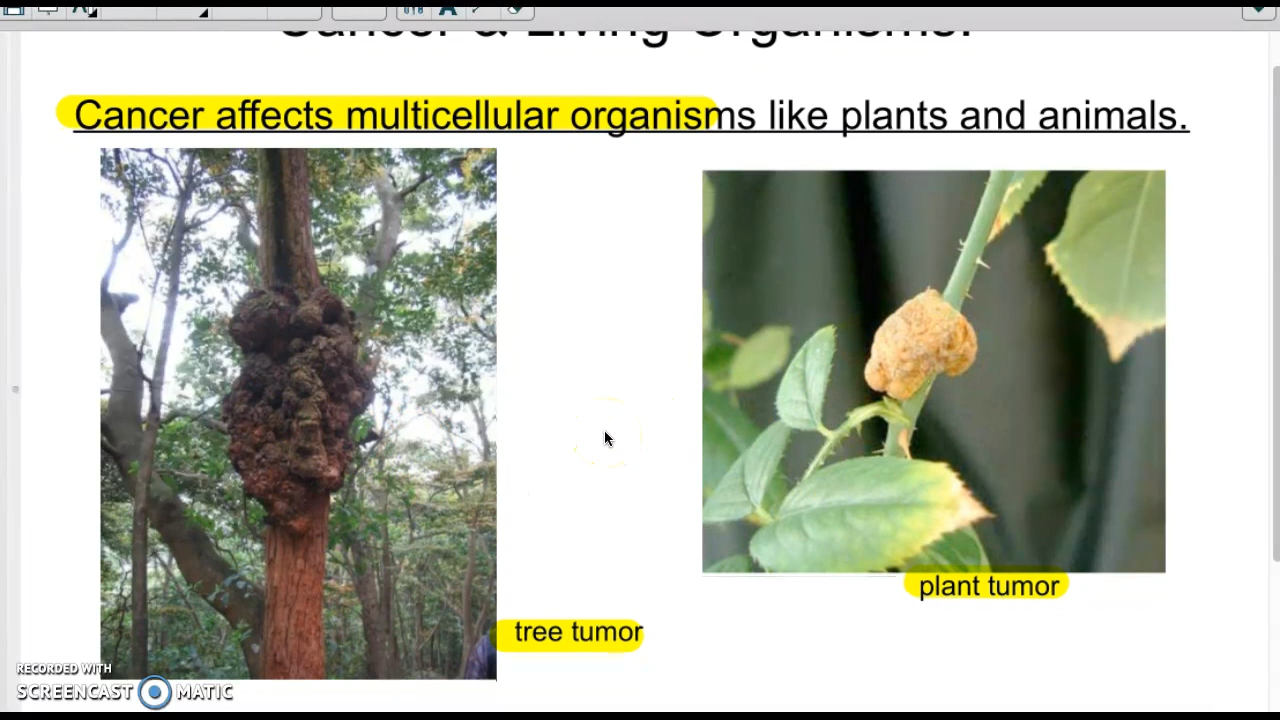 Cancer & Living Organisms.
Cancer affects multicellular organisms like plants and animals.
plant tumor
tree tumor
RECORDED WITH
SCREENCAST MATIC